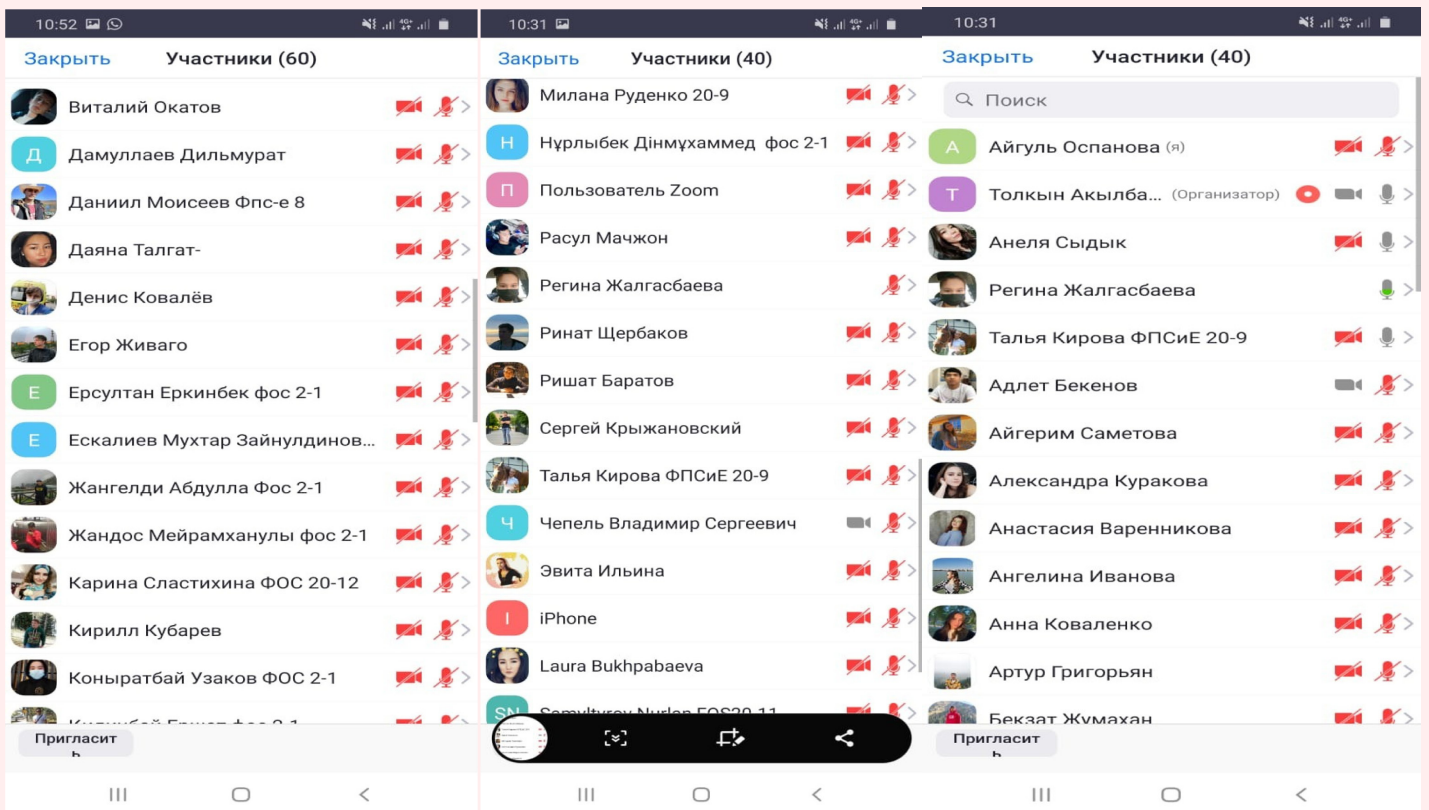 10:52
Закрыть Участники (60)
Виталий Окатов
Д Дамуллаев Дильмурат
Даниил Моисеев Фпс-е 8
Даяна Талгат-
Денис Ковалёв
Егор Живаго
Е Ерсултан Еркинбек фос 2-1
Е Ескалиев Мухтар Зайнулдинов...
Жангелди Абдулла Фос 2-1
Жандос Мейрамханулы фос 2-1
Карина Сластихина ФОС 20-12
Кирилл Кубарев
Коныратбай Узаков ФОС 2-1
Пригласит
ь
10:31
Закрыть Участники (40)
Милана Руденко 20-9
Н Нұрлыбек Дінмұхаммед фос 2-1
П Пользователь Zoom
Расул Мачжон
Регина Жалгасбаева
Ринат Щербаков
Ришат Баратов
Сергей Крыжановский
Талья Кирова ФПСиЕ 20-9
Ч Чепель Владимир Сергеевич
Эвита Ильина
I iPhone
Laura Bukhpabaeva
SN Nurlan FOS20-11
10:31
Закрыть Участники (40)
Поиск
А Айгуль Оспанова (я)
Т Толкын Акылба... (Организатор)
Анеля Сыдык
Регина Жалгасбаева
Талья Кирова ФПСиЕ 20-9
Адлет Бекенов
Айгерим Саметова
Александра Куракова
Анастасия Варенникова
Ангелина Иванова
Анна Коваленко
Артур Григорьян
Бекзат Жумахан
Пригласит
ь